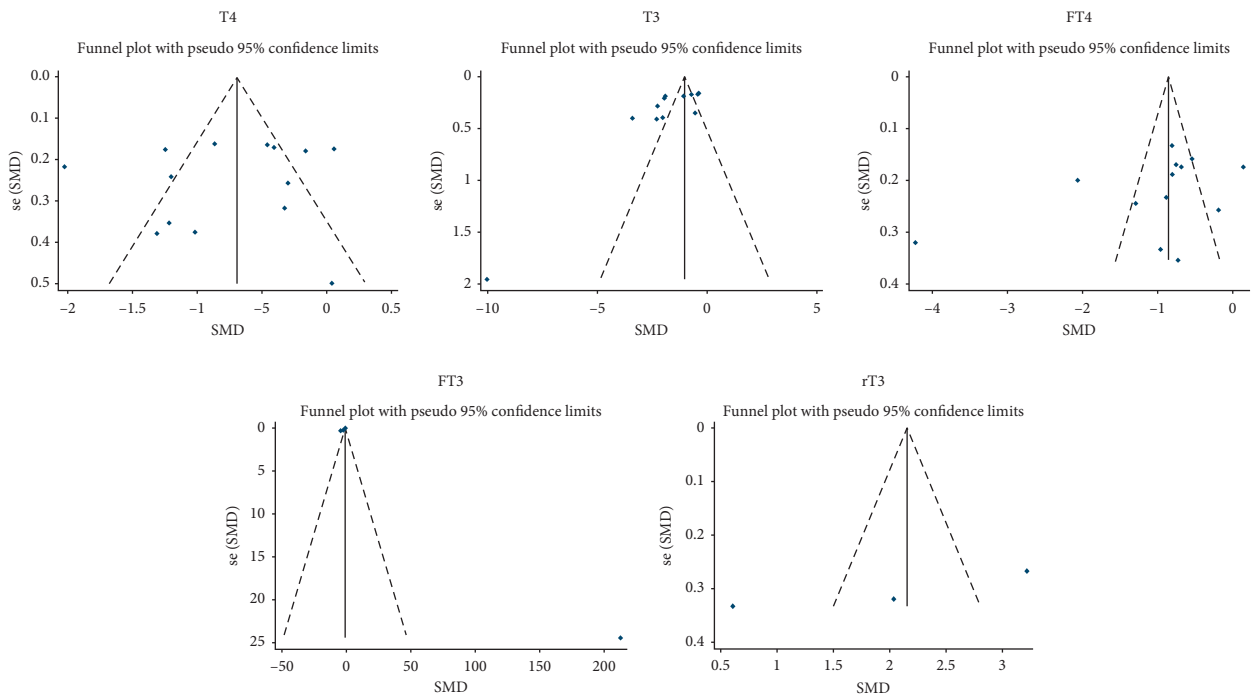 T4
Funnel plot with pseudo 95% confidence limits
0.0
0.1
0.2
0.3
0.4
0.5
se (SMD)
–2
–1.5
–1
–5
0
0.5
SMD
T3
Funnel plot with pseudo 95% confidence limits
0
0.5
1
1.5
2
se (SMD)
–10
–5
0
5
SMD
FT4
Funnel plot with pseudo 95% confidence limits
0
0.1
0.2
0.3
0.4
se (SMD)
–4
–3
–2
–1
0
SMD
FT3
Funnel plot with pseudo 95% confidence limits
0
5
10
15
20
25
se (SMD)
–50
0
50
100
150
200
SMD
rT3
Funnel plot with pseudo 95% confidence limits
0
0.1
0.2
0.3
0.4
se (SMD)
0.5
1
1.5
2
2.5
3
SMD